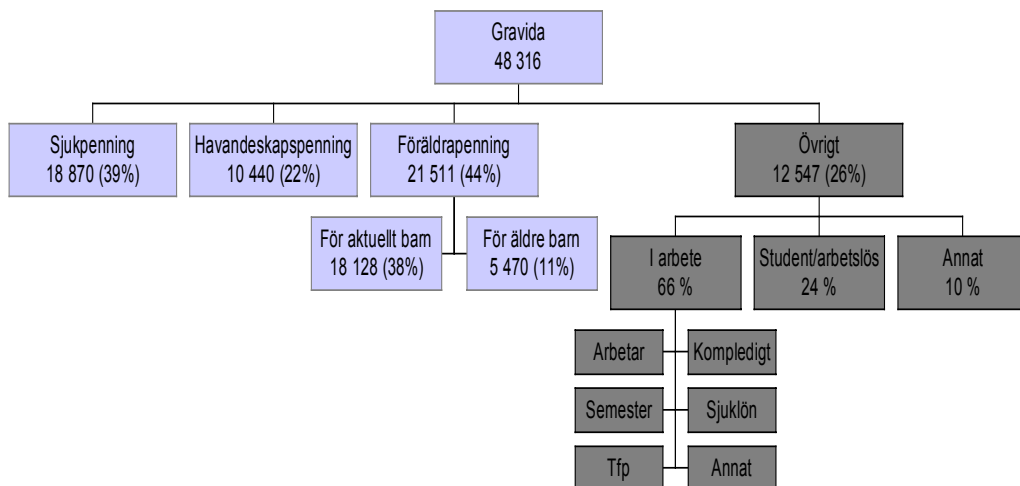 Gravida
48 316
Sjukpenning
18 870 (39%)
Havandeskapspenning
10 440 (22%)
Föräldrapenning
21 511 (44%)
Övrigt
12 547 (26%)
För aktuellt barn
18 128 (38%)
För äldre barn
5 470 (11%)
I arbete
66 %
Student/arbetslös
24 %
Annat
10 %
Arbetar
Kompledigt
Semester
Sjuklön
Tfp
Annat